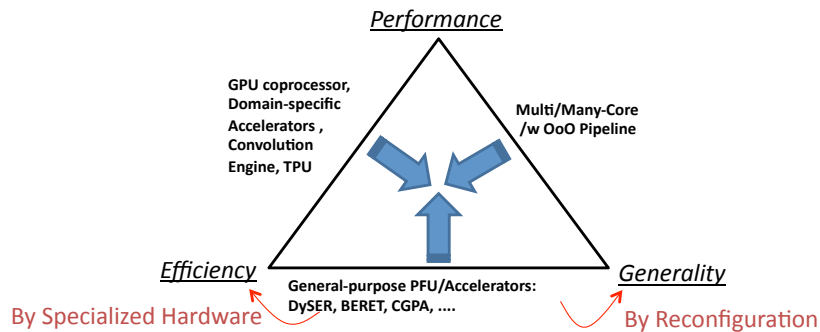 Performance
GPU coprocessor,
Domain-specific
Accelerators ,
Convolution
Engine, TPU
Multi/Many-Core
/w OoO Pipeline
Efficiency
General-purpose PFU/Accelerators:
DySER, BERET, CGPA, ....
Generality
By Specialized Hardware
By Reconfiguration